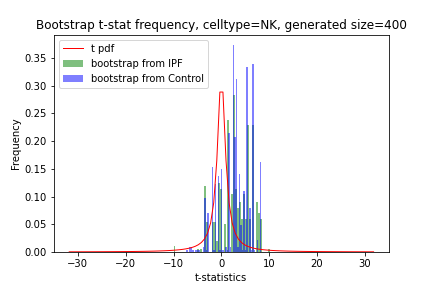 Bootstrap t-stat frequency, celltype=NK, generated size=400
t pdf
bootstrap from IPF
bootstrap from Control
Frequency
0.35
0.30
0.25
0.20
0.15
0.10
0.05
0.00
−30 −20 −10 0 10 20 30
t-statistics